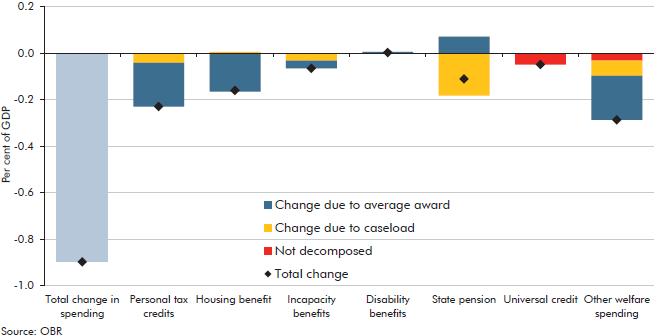 0.2
0.0
-0.2
-0.4
-0.6
-0.8
-1.0
Per cent of GDP
Change due to average award
Change due to caseload
Not decomposed
Total change
Total change in spending
Personal tax credits
Housing benefit
Incapacity benefits
Disability benefits
State pension
Universal credit
Other welfare spending
Source: OBR